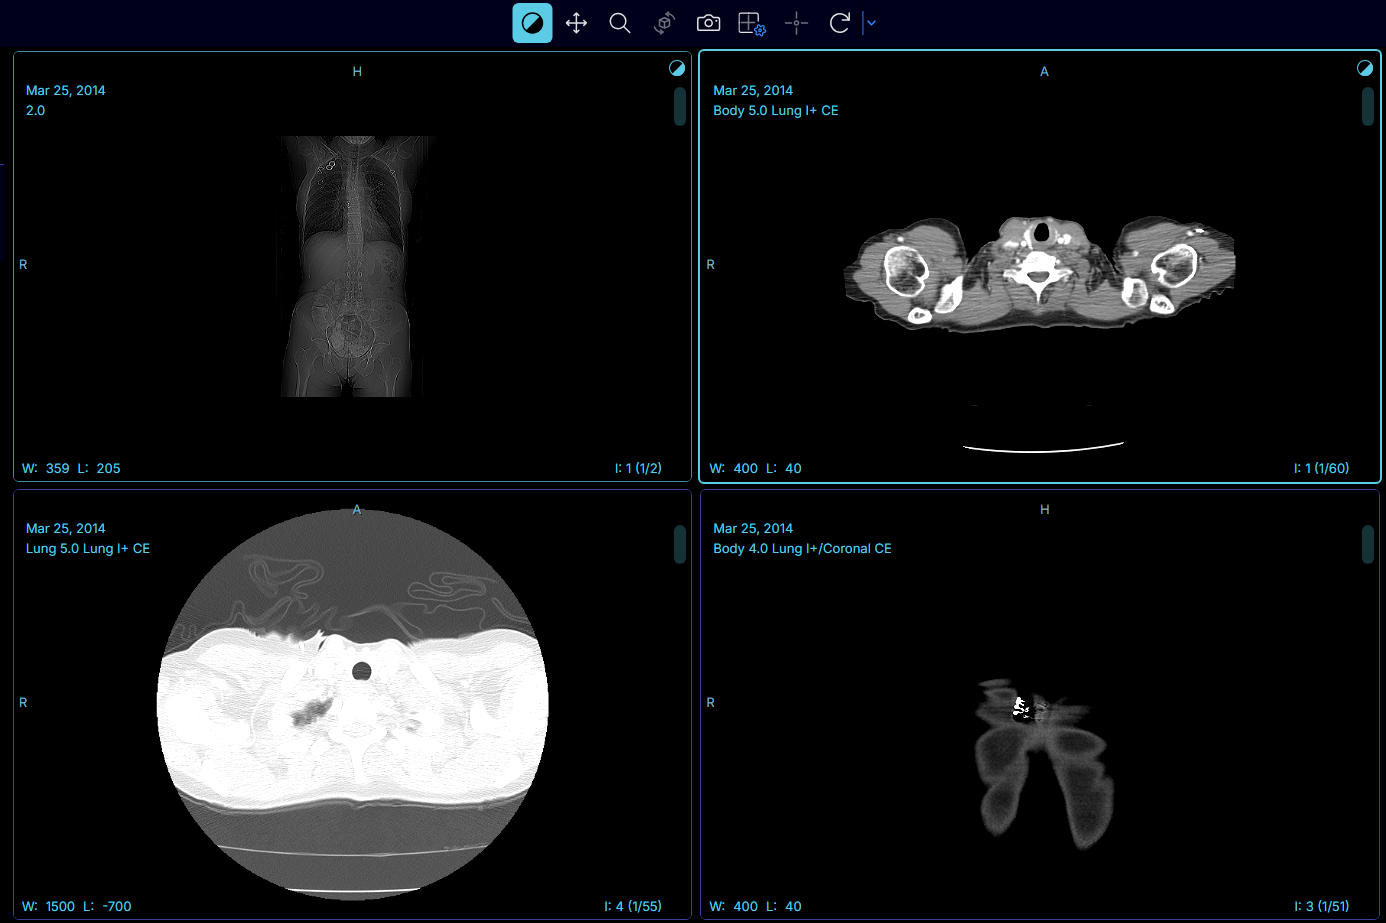 H
Mar 25, 2014
2.0
R
W: 359 L: 205
I: 1 (1/2)
A
Mar 25, 2014
Body 5.0 Lung I+ CE
R
W: 400 L: 40
I: 1 (1/60)
A
Mar 25, 2014
Lung 5.0 Lung I+ CE
R
W: 1500 L: -700
I: 4 (1/55)
H
Mar 25, 2014
Body 4.0 Lung I+/Coronal CE
R
W: 400 L: 40
I: 3 (1/51)